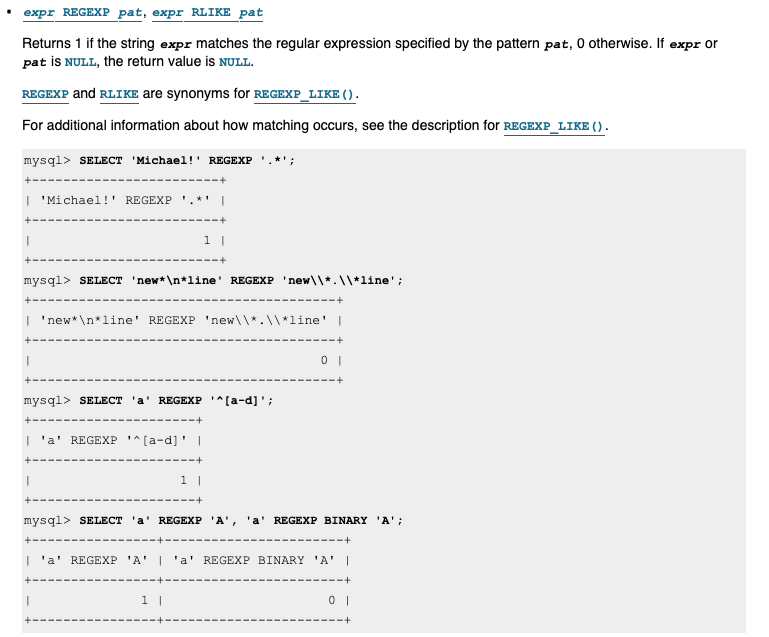 • expr REGEXP pat, expr RLIKE pat
Returns 1 if the string expr matches the regular expression specified by the pattern pat, 0 otherwise. If expr or
pat is NULL, the return value is NULL.
REGEXP and RLIKE are synonyms for REGEXP_LIKE().
For additional information about how matching occurs, see the description for REGEXP_LIKE().
mysql> SELECT 'Michael!' REGEXP '.*';
+------------------------+
| 'Michael!' REGEXP '.*' |
+------------------------+
|                      1 |
+------------------------+
mysql> SELECT 'new*\n*line' REGEXP 'new\\*.\\*line';
+---------------------------------------+
| 'new*\n*line' REGEXP 'new\\*.\\*line' |
+---------------------------------------+
|                                     0 |
+---------------------------------------+
mysql> SELECT 'a' REGEXP '^[a-d]';
+---------------------+
| 'a' REGEXP '^[a-d]' |
+---------------------+
|                   1 |
+---------------------+
mysql> SELECT 'a' REGEXP 'A', 'a' REGEXP BINARY 'A';
+----------------+-----------------------+
| 'a' REGEXP 'A' | 'a' REGEXP BINARY 'A' |
+----------------+-----------------------+
|              1 |                     0 |
+----------------+-----------------------+